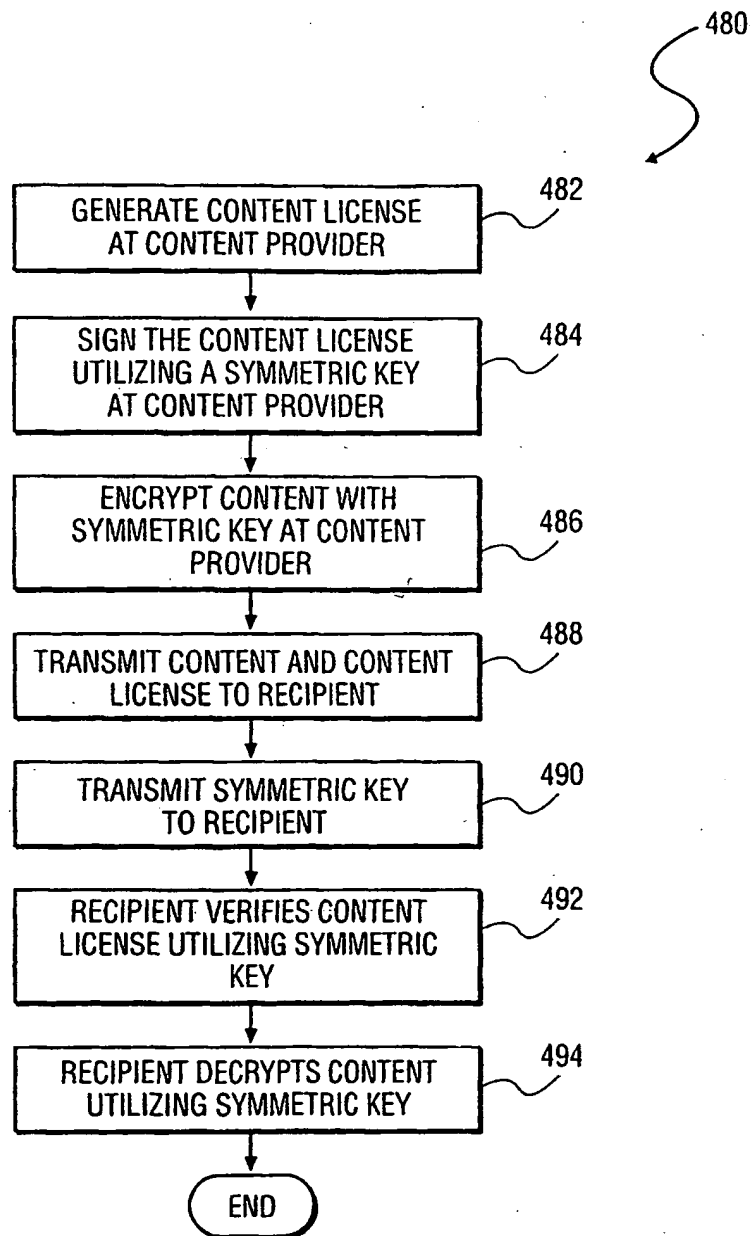 480
GENERATE CONTENT LICENSE
AT CONTENT PROVIDER
482
SIGN THE CONTENT LICENSE
UTILIZING A SYMMETRIC KEY
AT CONTENT PROVIDER
484
ENCRYPT CONTENT WITH
SYMMETRIC KEY AT CONTENT
PROVIDER
486
TRANSMIT CONTENT AND CONTENT
LICENSE TO RECIPIENT
488
TRANSMIT SYMMETRIC KEY
TO RECIPIENT
490
RECIPIENT VERIFIES CONTENT
LICENSE UTILIZING SYMMETRIC
KEY
492
RECIPIENT DECRYPTS CONTENT
UTILIZING SYMMETRIC KEY
494
END